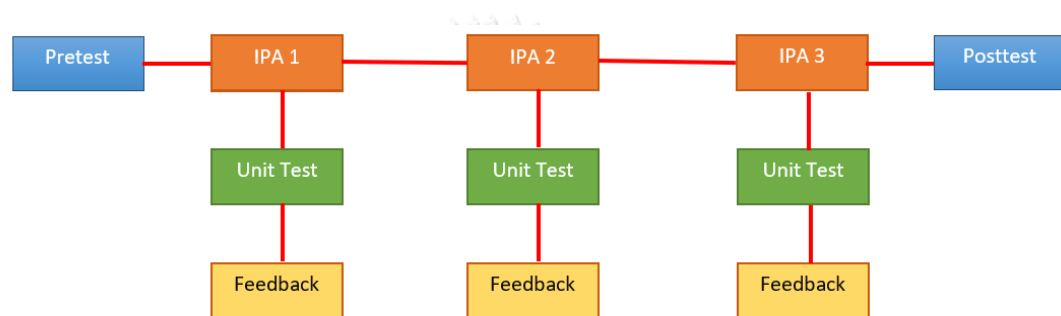 Pretest
IPA 1
IPA 2
IPA 3
Posttest
Unit Test
Unit Test
Unit Test
Feedback
Feedback
Feedback